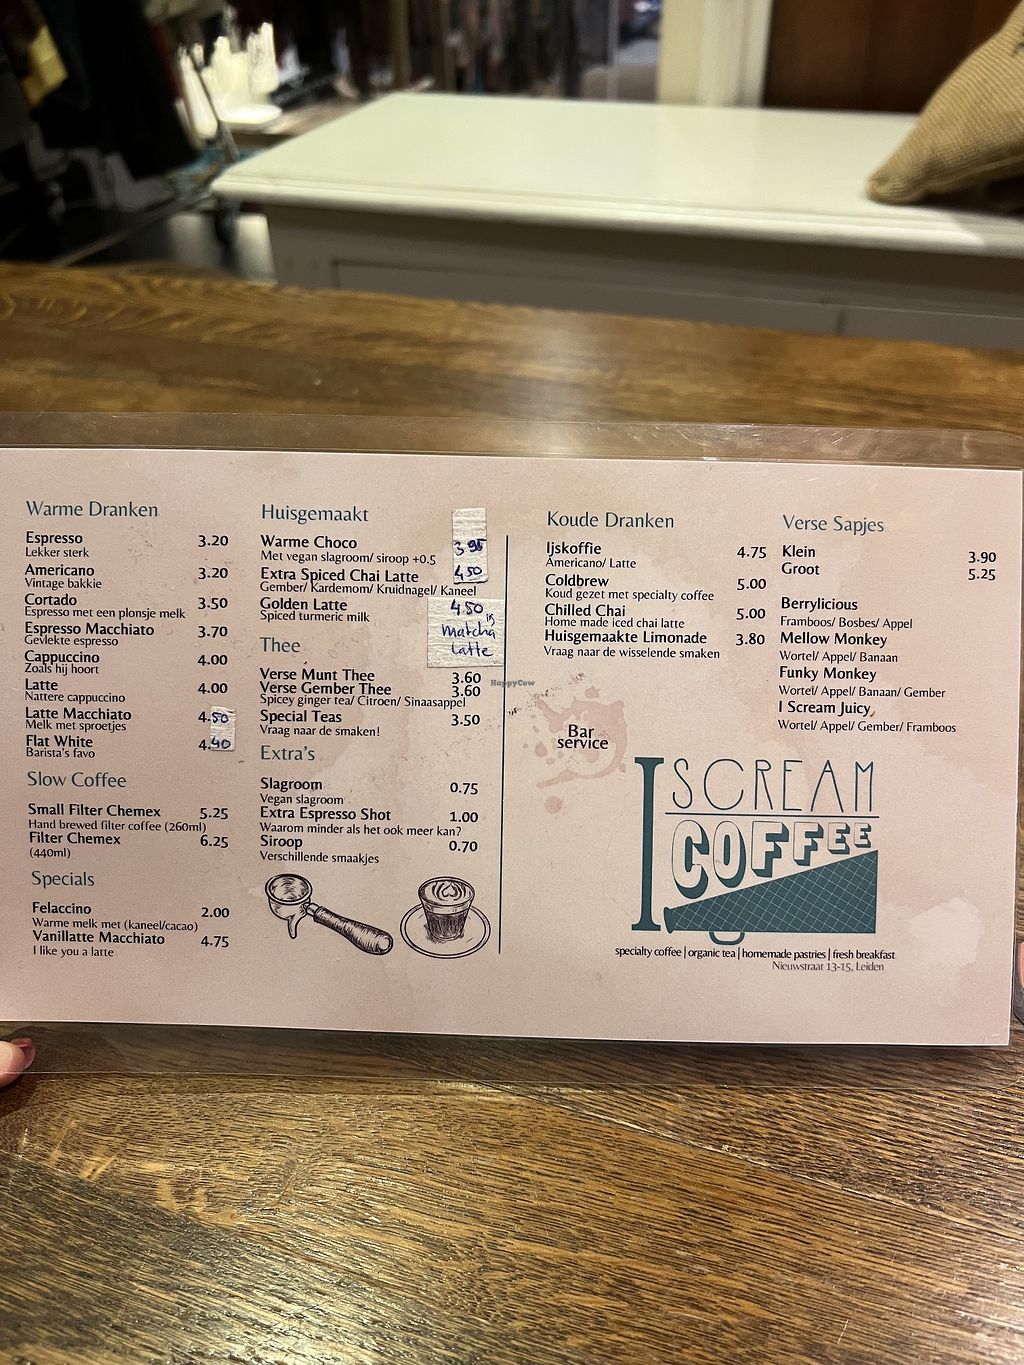 Warme Dranken
Espresso 3.20
Lekker sterk
Americano 3.20
Vintage bakkie
Cortado 3.50
Espresso met een plonsje melk
Espresso Macchiato 3.70
Gevlekte espresso
Cappuccino 4.00
Zoals hij hoort
Latte 4.00
Nattere cappuccino
Latte Macchiato 4.50
Melk met sproetjes
Flat White 4.40
Barista's favo
Slow Coffee
Small Filter Chemex 5.25
Hand brewed filter coffee (260ml)
Filter Chemex 6.25
(440ml)
Specials
Felaccino 2.00
Warme melk met (kaneel/cacao)
Vanillatte Macchiato 4.75
I like you a latte
Huisgemaakt
Warme Choco 3.95
Met vegan slagroom/ siroop +0.5
Extra Spiced Chai Latte 4.50
Gember/ Kardemom/ Kruidnagel/ Kaneel
Golden Latte 4.50
Spiced turmeric milk
matcha
latte
Thee
Verse Munt Thee 3.60
Verse Gember Thee 3.60
Spicey ginger tea/ Citroen/ Sinaasappel
Special Teas 3.50
Vraag naar de smaken!
Extra's
Slagroom 0.75
Vegan slagroom
Extra Espresso Shot 1.00
Waarom minder als het ook meer kan?
Siroop 0.70
Verschillende smaakjes
HappyCow
Koude Dranken
Ijskoffie 4.75
Americano/ Latte
Coldbrew 5.00
Koud gezet met specialty coffee
Chilled Chai 5.00
Home made iced chai latte
Huisgemaakte Limonade 3.80
Vraag naar de wisselende smaken
Bar
service
Verse Sapjes
Klein 3.90
Groot 5.25
Berrylicious
Framboos/ Bosbes/ Appel
Mellow Monkey
Wortel/ Appel/ Banaan
Funky Monkey
Wortel/ Appel/ Banaan/ Gember
I Scream Juicy
Wortel/ Appel/ Gember/ Framboos
I SCREAM
COFFEE
specialty coffee | organic tea | homemade pastries | fresh breakfast
Nieuwstraat 13-15, Leiden